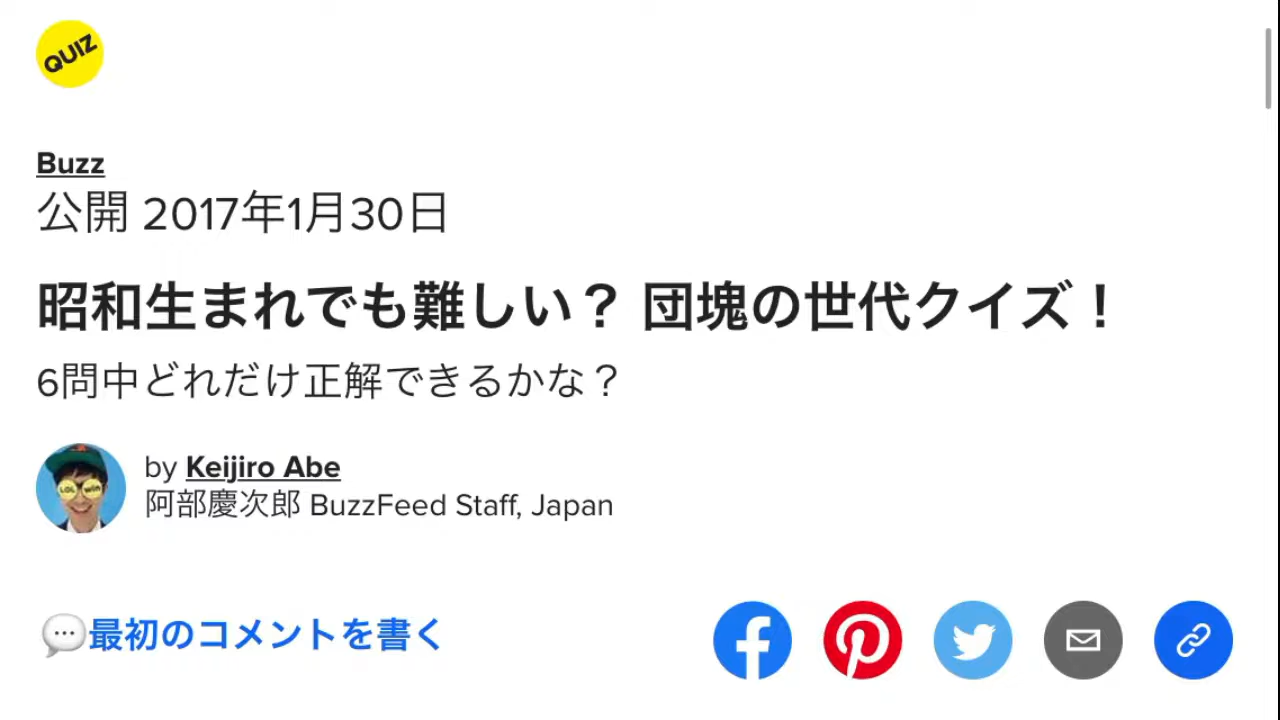 QUIZ
Buzz
公開 2017年1月30日
昭和生まれでも難しい？ 団塊の世代クイズ！
6問中どれだけ正解できるかな？
LOL win
by Keijiro Abe
阿部慶次郎 BuzzFeed Staff, Japan
最初のコメントを書く